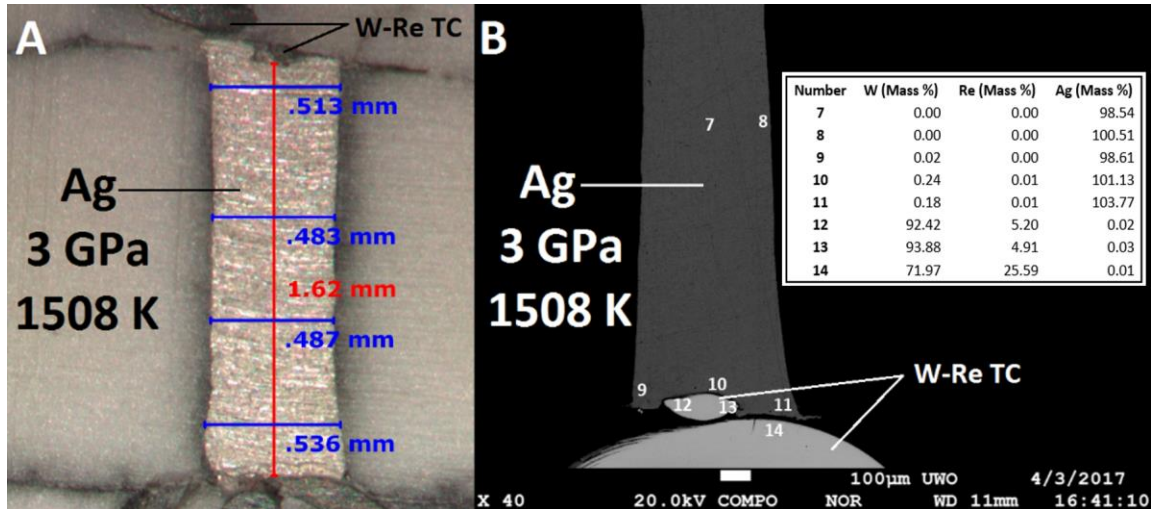 A
W-Re TC
.513 mm
Ag
3 GPa
1508 K
.483 mm
1.62 mm
.487 mm
.536 mm
B
Number W (Mass %) Re (Mass %) Ag (Mass %)
7 0.00 0.00 98.54
8 0.00 0.00 100.51
9 0.02 0.00 98.61
10 0.24 0.01 101.13
11 0.18 0.01 103.77
12 92.42 5.20 0.02
13 93.88 4.91 0.03
14 71.97 25.59 0.01
7
8
Ag
3 GPa
1508 K
9
10
11
12
13
14
W-Re TC
100μm UWO 4/3/2017
X 40 20.0kV COMPO NOR WD 11mm 16:41:10